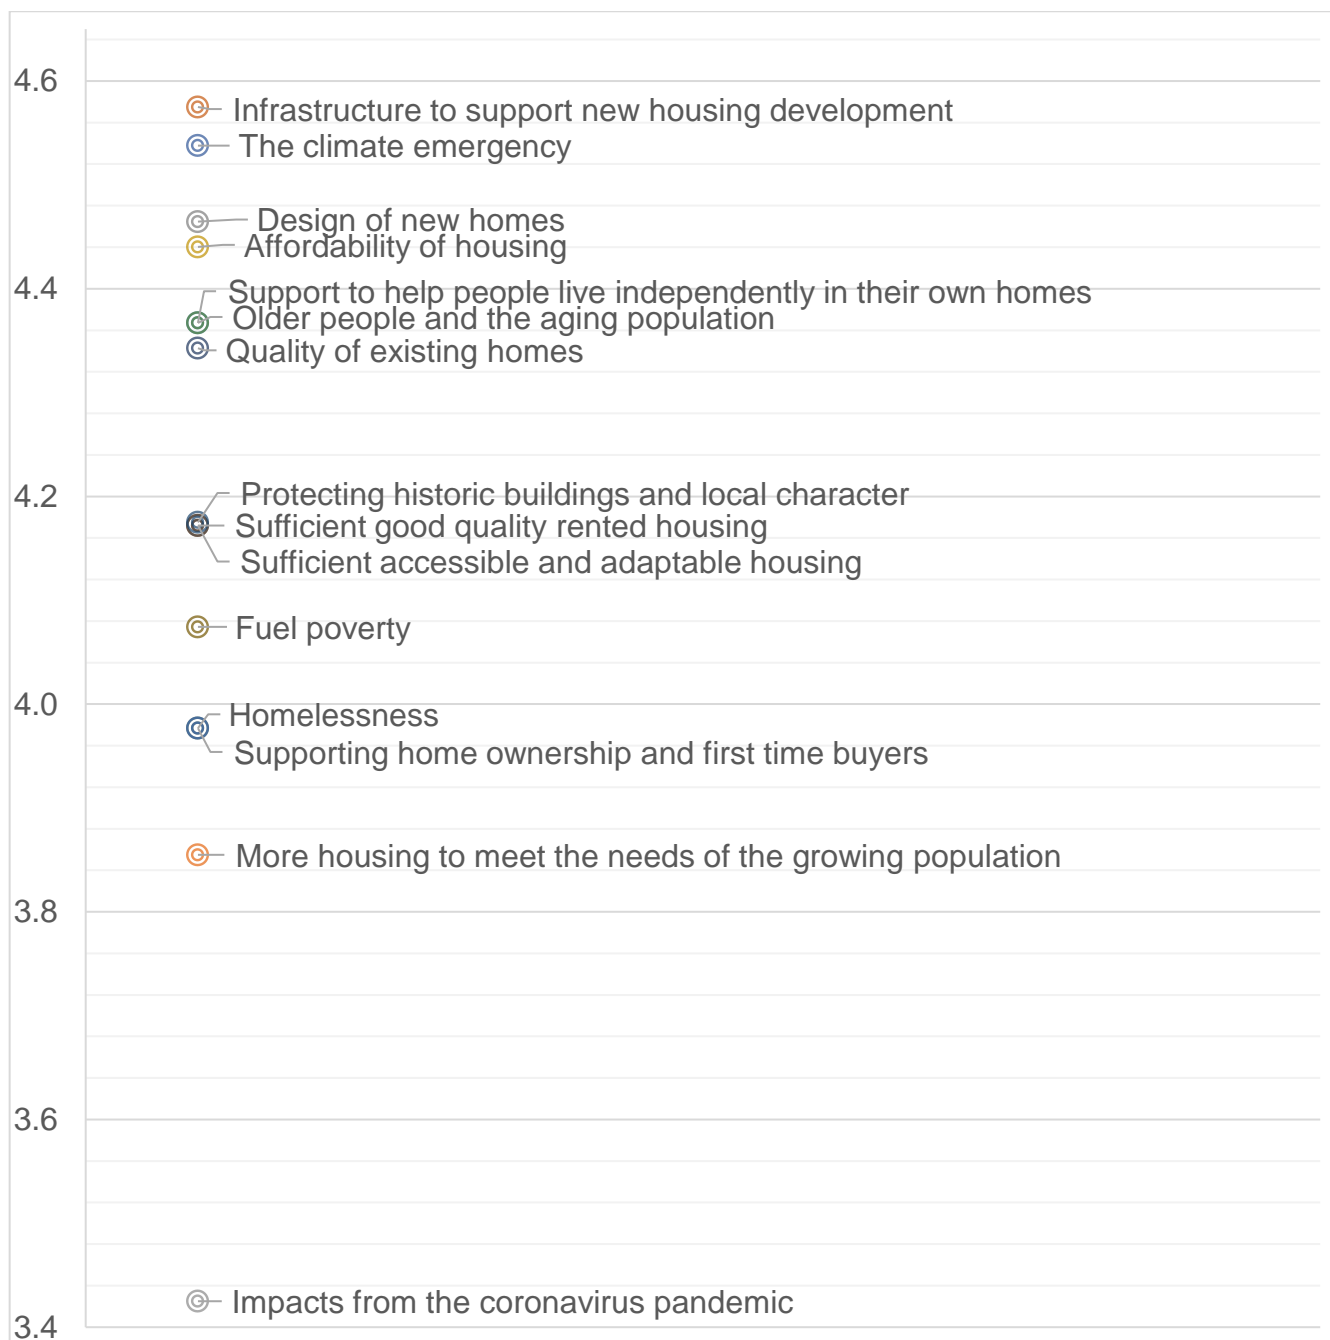 4.6
Infrastructure to support new housing development
The climate emergency
Design of new homes
Affordability of housing
4.4
Support to help people live independently in their own homes
Older people and the aging population
Quality of existing homes
4.2
Protecting historic buildings and local character
Sufficient good quality rented housing
Sufficient accessible and adaptable housing
Fuel poverty
4.0
Homelessness
Supporting home ownership and first time buyers
More housing to meet the needs of the growing population
3.8
3.6
Impacts from the coronavirus pandemic
3.4